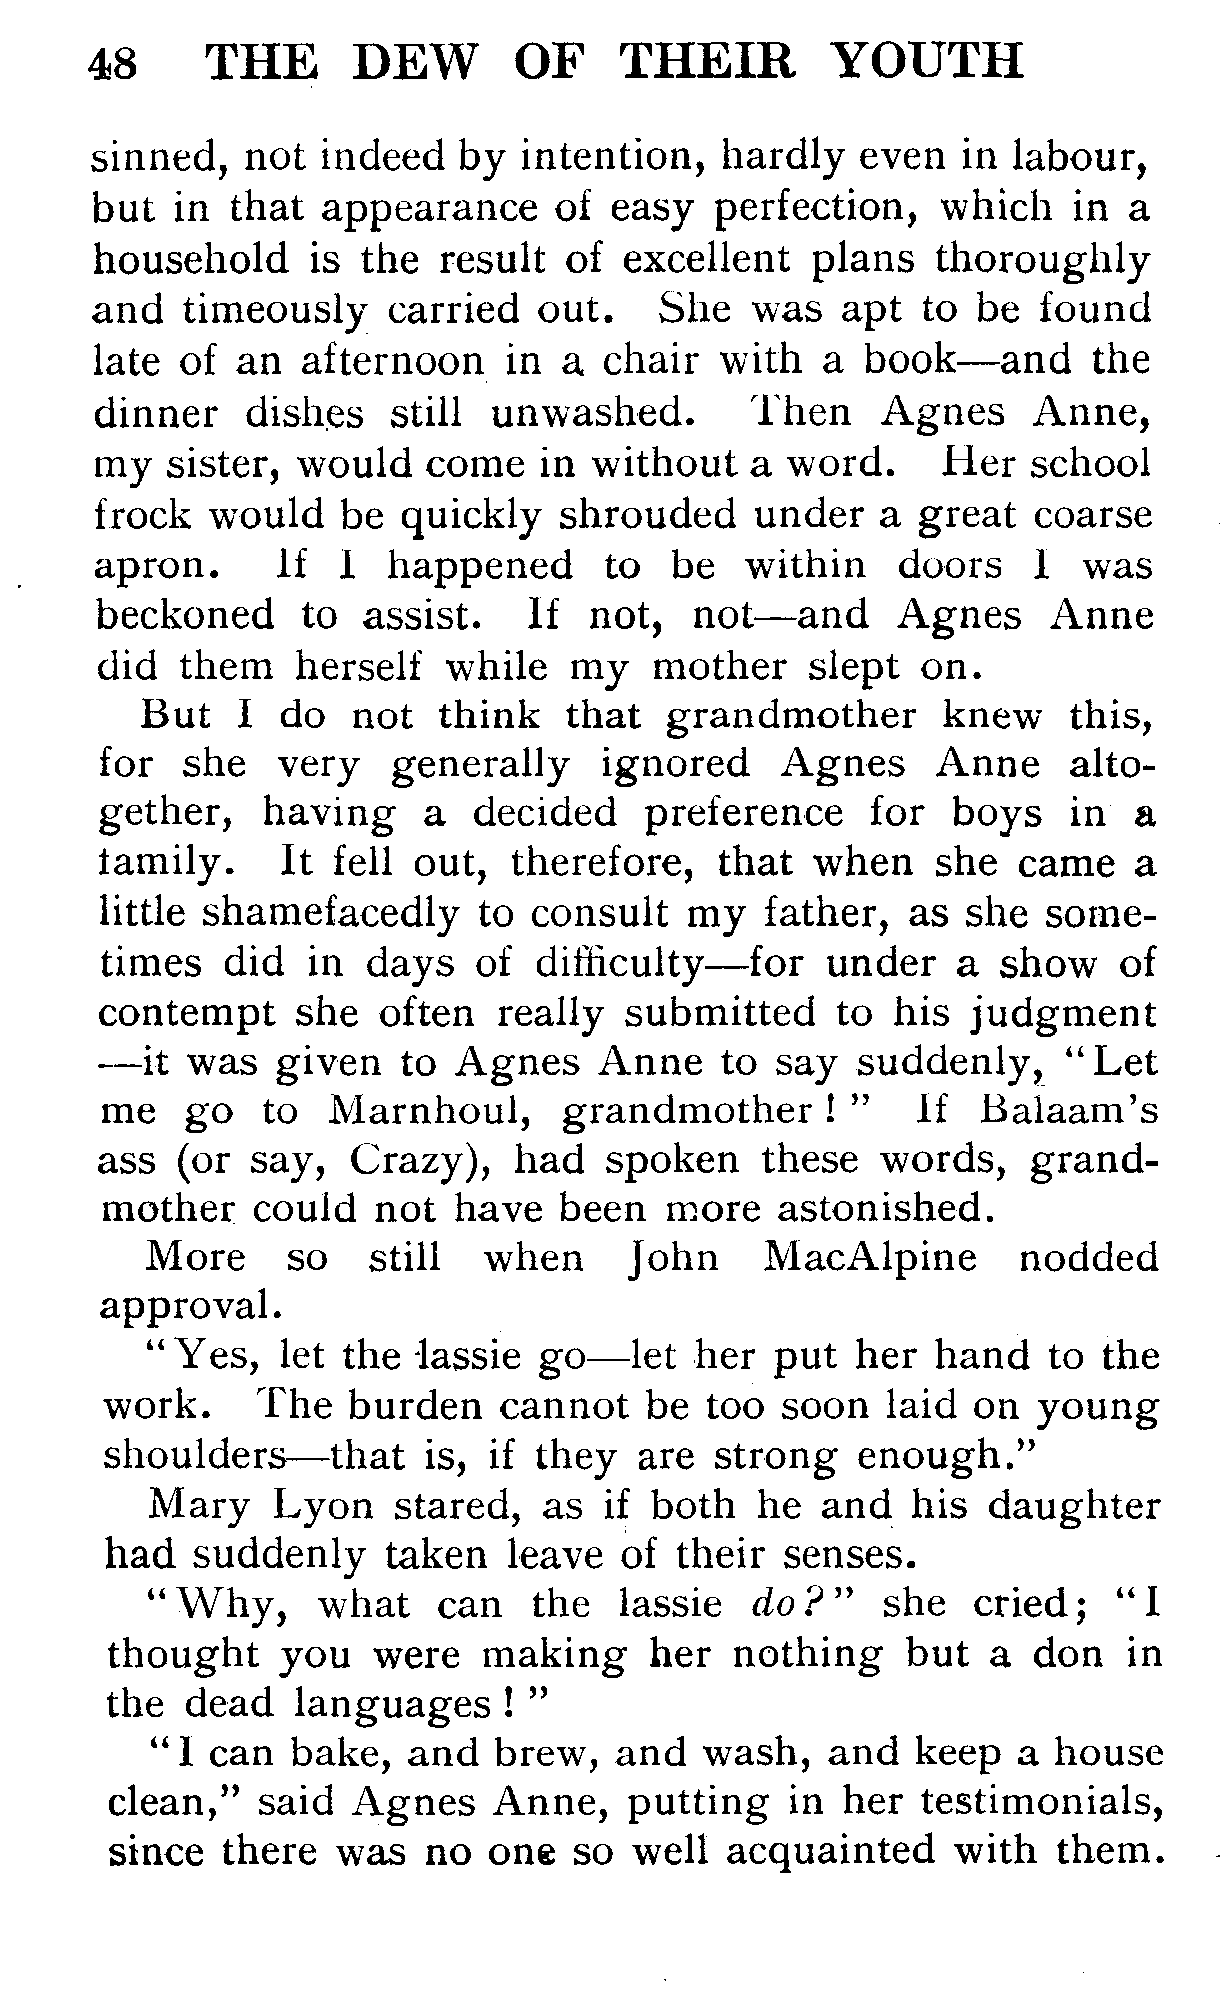 48 THE DEW OF THEIR YOUTH
sinned, not indeed by intention, hardly even in labour,
but in that appearance of easy perfection, which in a
household is the result of excellent plans thoroughly
and timeously carried out. She was apt to be found
late of an afternoon in a chair with a book—and the
dinner dishes still unwashed. Then Agnes Anne,
my sister, would come in without a word. Her school
frock would be quickly shrouded under a great coarse
apron. If I happened to be within doors I was
beckoned to assist. If not, not—and Agnes Anne
did them herself while my mother slept on.
But I do not think that grandmother knew this,
for she very generally ignored Agnes Anne alto-
gether, having a decided preference for boys in a
family. It fell out, therefore, that when she came a
little shamefacedly to consult my father, as she some-
times did in days of difficulty—for under a show of
contempt she often really submitted to his judgment
—it was given to Agnes Anne to say suddenly, “Let
me go to Marnhoul, grandmother!” If Balaam’s
ass (or say, Crazy), had spoken these words, grand-
mother could not have been more astonished.
More so still when John MacAlpine nodded
approval.
“Yes, let the lassie go—let her put her hand to the
work. The burden cannot be too soon laid on young
shoulders—that is, if they are strong enough.”
Mary Lyon stared, as if both he and his daughter
had suddenly taken leave of their senses.
“Why, what can the lassie do?” she cried; “I
thought you were making her nothing but a don in
the dead languages!”
“I can bake, and brew, and wash, and keep a house
clean,” said Agnes Anne, putting in her testimonials,
since there was no one so well acquainted with them.